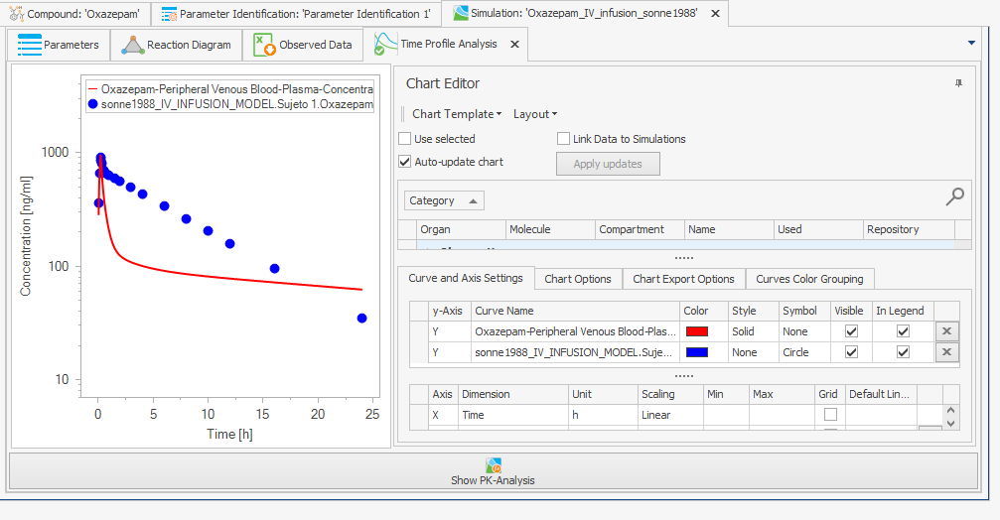 Compound: 'Oxazepam'
Parameter Identification: 'Parameter Identification 1'
Simulation: 'Oxazepam_IV_infusion_sonne1988'
Parameters
Reaction Diagram
Observed Data
Time Profile Analysis
Oxazepam-Peripheral Venous Blood-Plasma-Concentra
sonne1988_IV_INFUSION_MODEL.Sujeto 1.Oxazepam
1000
100
10
Concentration [ng/ml]
0 5 10 15 20 25
Time [h]
Chart Editor
Chart Template Layout
Use selected Link Data to Simulations
Auto-update chart Apply updates
Category
Organ Molecule Compartment Name Used Repository
Curve and Axis Settings Chart Options Chart Export Options Curves Color Grouping
y-Axis Curve Name Color Style Symbol Visible In Legend
Y Oxazepam-Peripheral Venous Blood-Plas... Solid None
Y sonne1988_IV_INFUSION_MODEL.Suje... None Circle
Axis Dimension Unit Scaling Min Max Grid Default Lin...
X Time h Linear
Show PK-Analysis